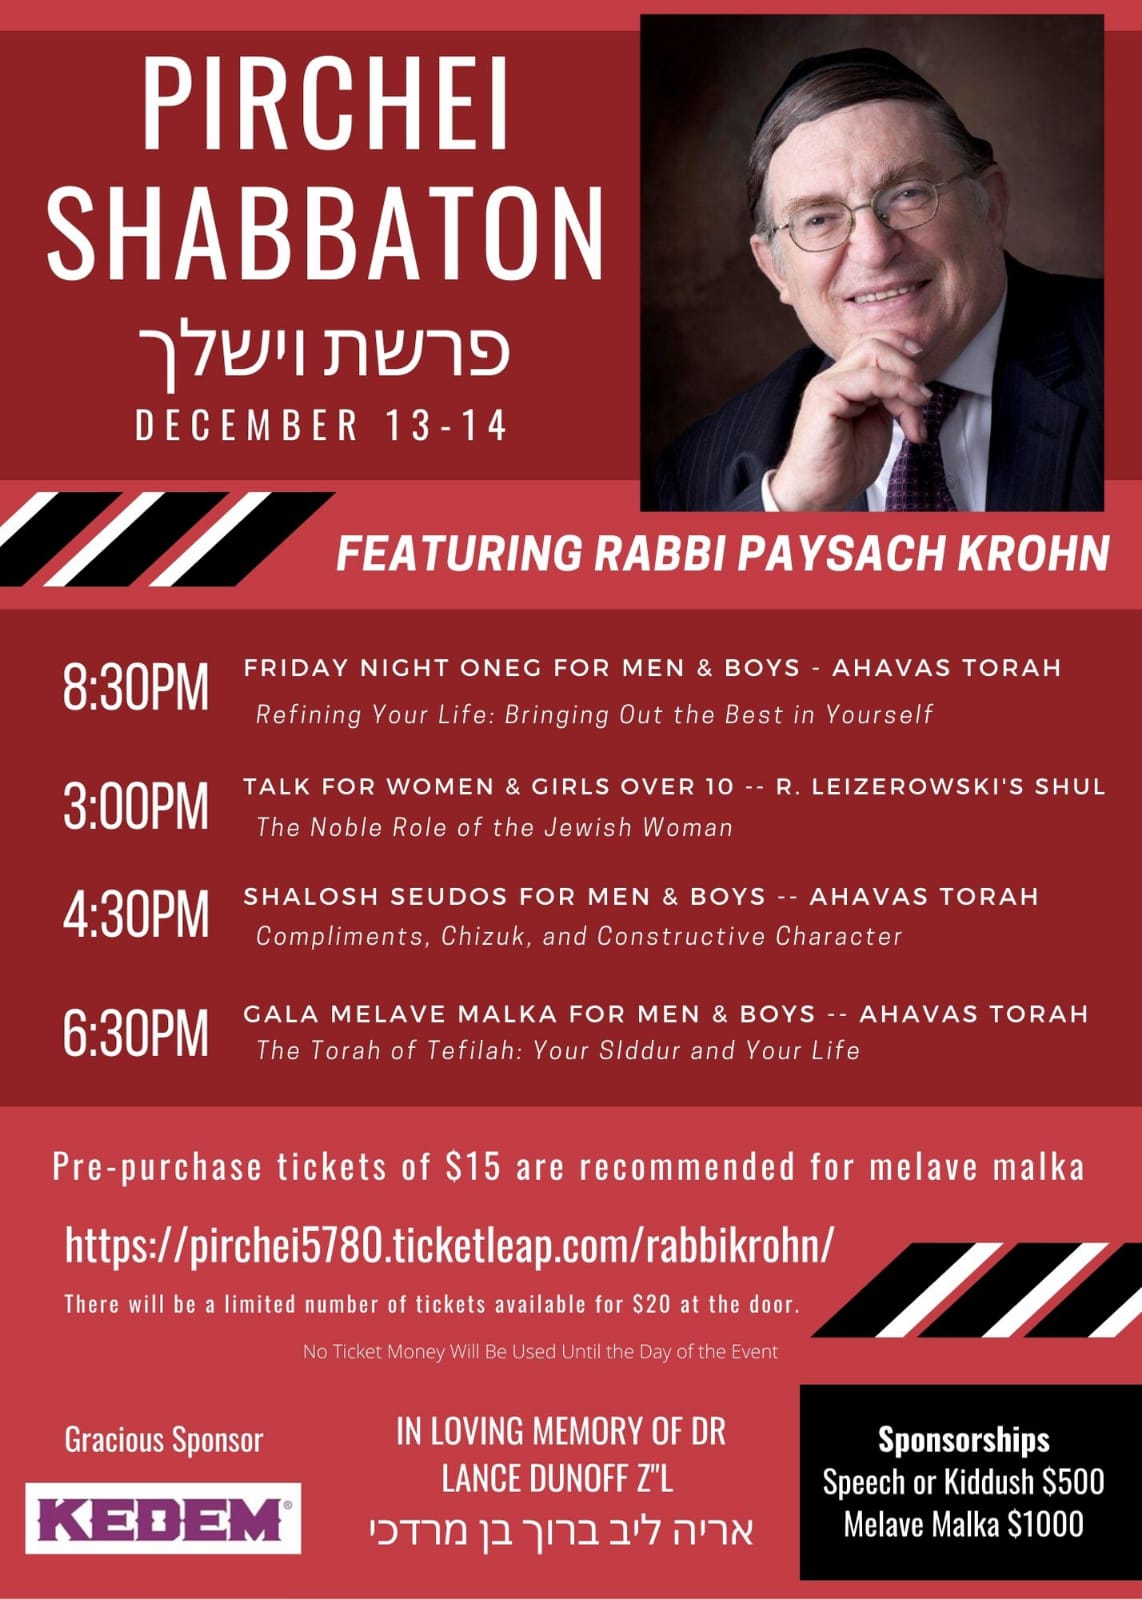 PIRCHEI
SHABBATON
פרשת וישלך
DECEMBER 13-14
FEATURING RABBI PAYSACH KROHN
8:30PM
FRIDAY NIGHT ONEG FOR MEN & BOYS - AHAVAS TORAH
Refining Your Life: Bringing Out the Best in Yourself
3:00PM
TALK FOR WOMEN & GIRLS OVER 10 -- R. LEIZEROWSKI'S SHUL
The Noble Role of the Jewish Woman
4:30PM
SHALOSH SEUDOS FOR MEN & BOYS -- AHAVAS TORAH
Compliments, Chizuk, and Constructive Character
6:30PM
GALA MELAVE MALKA FOR MEN & BOYS -- AHAVAS TORAH
The Torah of Tefilah: Your SIddur and Your Life
Pre-purchase tickets of $15 are recommended for melave malka
https://pirchei5780.ticketleap.com/rabbikrohn/
There will be a limited number of tickets available for $20 at the door.
No Ticket Money Will Be Used Until the Day of the Event
Gracious Sponsor
KEDEM®
IN LOVING MEMORY OF DR
LANCE DUNOFF Z"L
אריה ליב ברוך בן מרדכי
Sponsorships
Speech or Kiddush $500
Melave Malka $1000